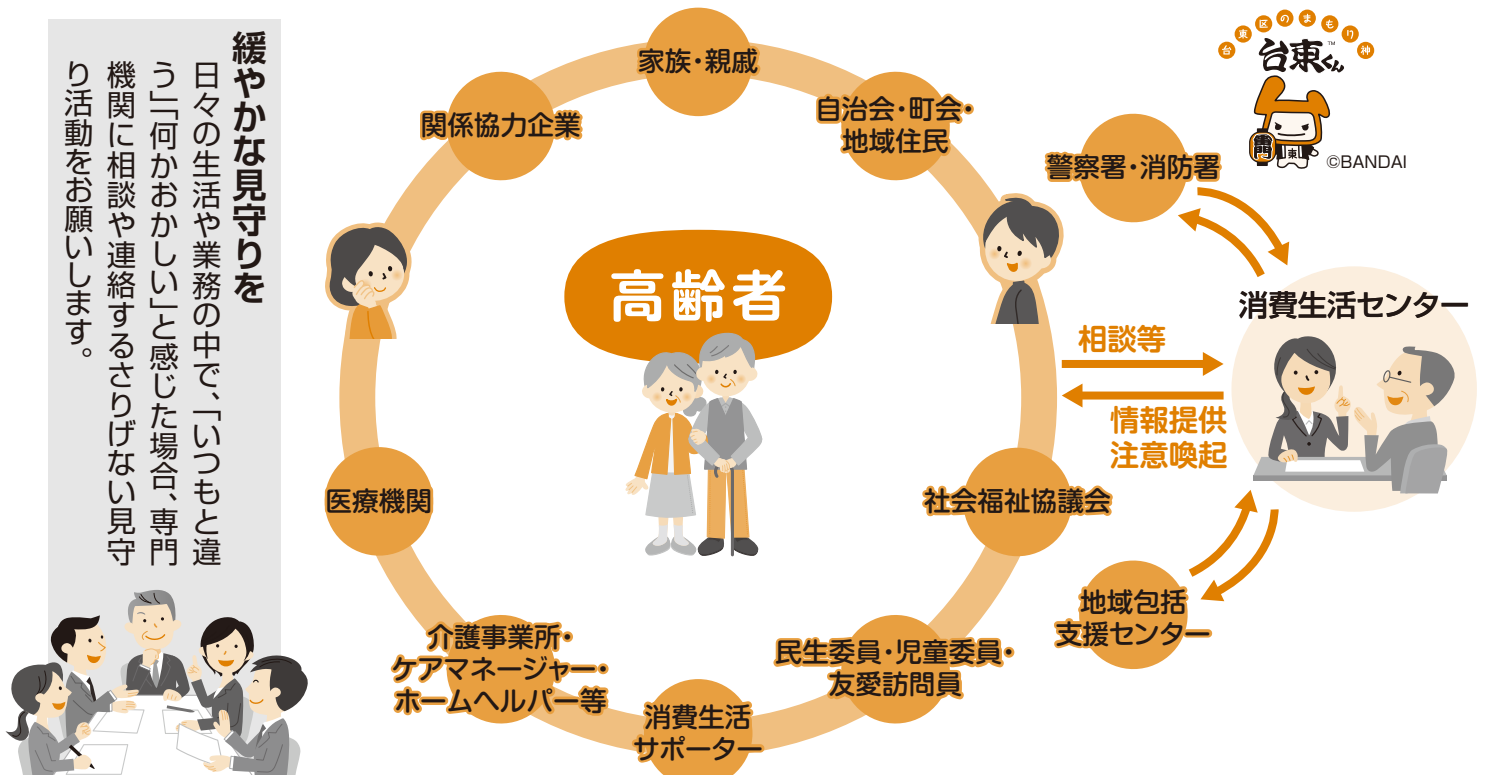 緩やかな見守りを
日々の生活や業務の中で、「いつもと違
う」「何かおかしい」と感じた場合、専門
機関に相談や連絡するさりげない見守
り活動をお願いします。
家族・親戚
関係協力企業
自治会・町会・
地域住民
高齢者
医療機関
社会福祉協議会
介護事業所・
ケアマネージャー・
ホームヘルパー等
消費生活
サポーター
民生委員・児童委員・
友愛訪問員
台東区のまもり神
台東くん™
雷門
東
©BANDAI
警察署・消防署
消費生活センター
相談等
情報提供
注意喚起
地域包括
支援センター